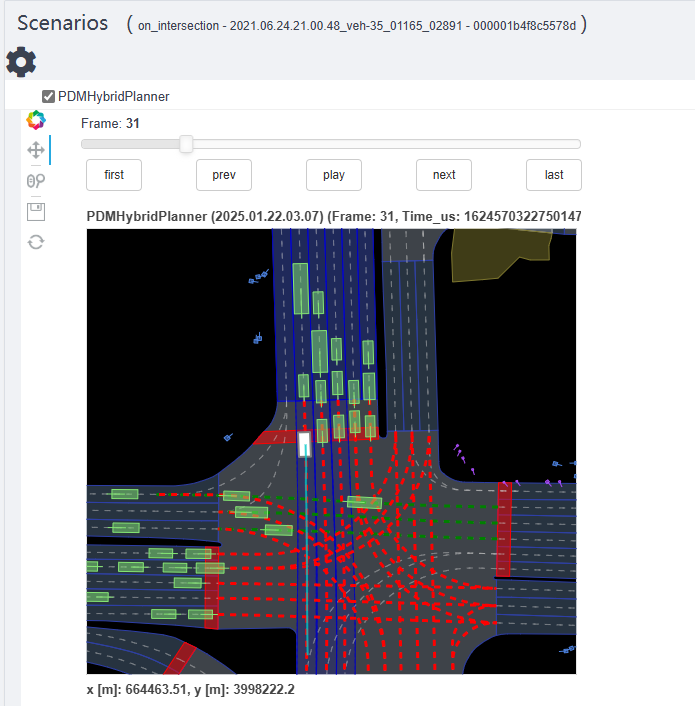 Scenarios ( on_intersection - 2021.06.24.21.00.48_veh-35_01165_02891 - 000001b4f8c5578d )
PDMHybridPlanner
Frame: 31
first prev play next last
PDMHybridPlanner (2025.01.22.03.07) (Frame: 31, Time_us: 1624570322750147
x [m]: 664463.51, y [m]: 3998222.2